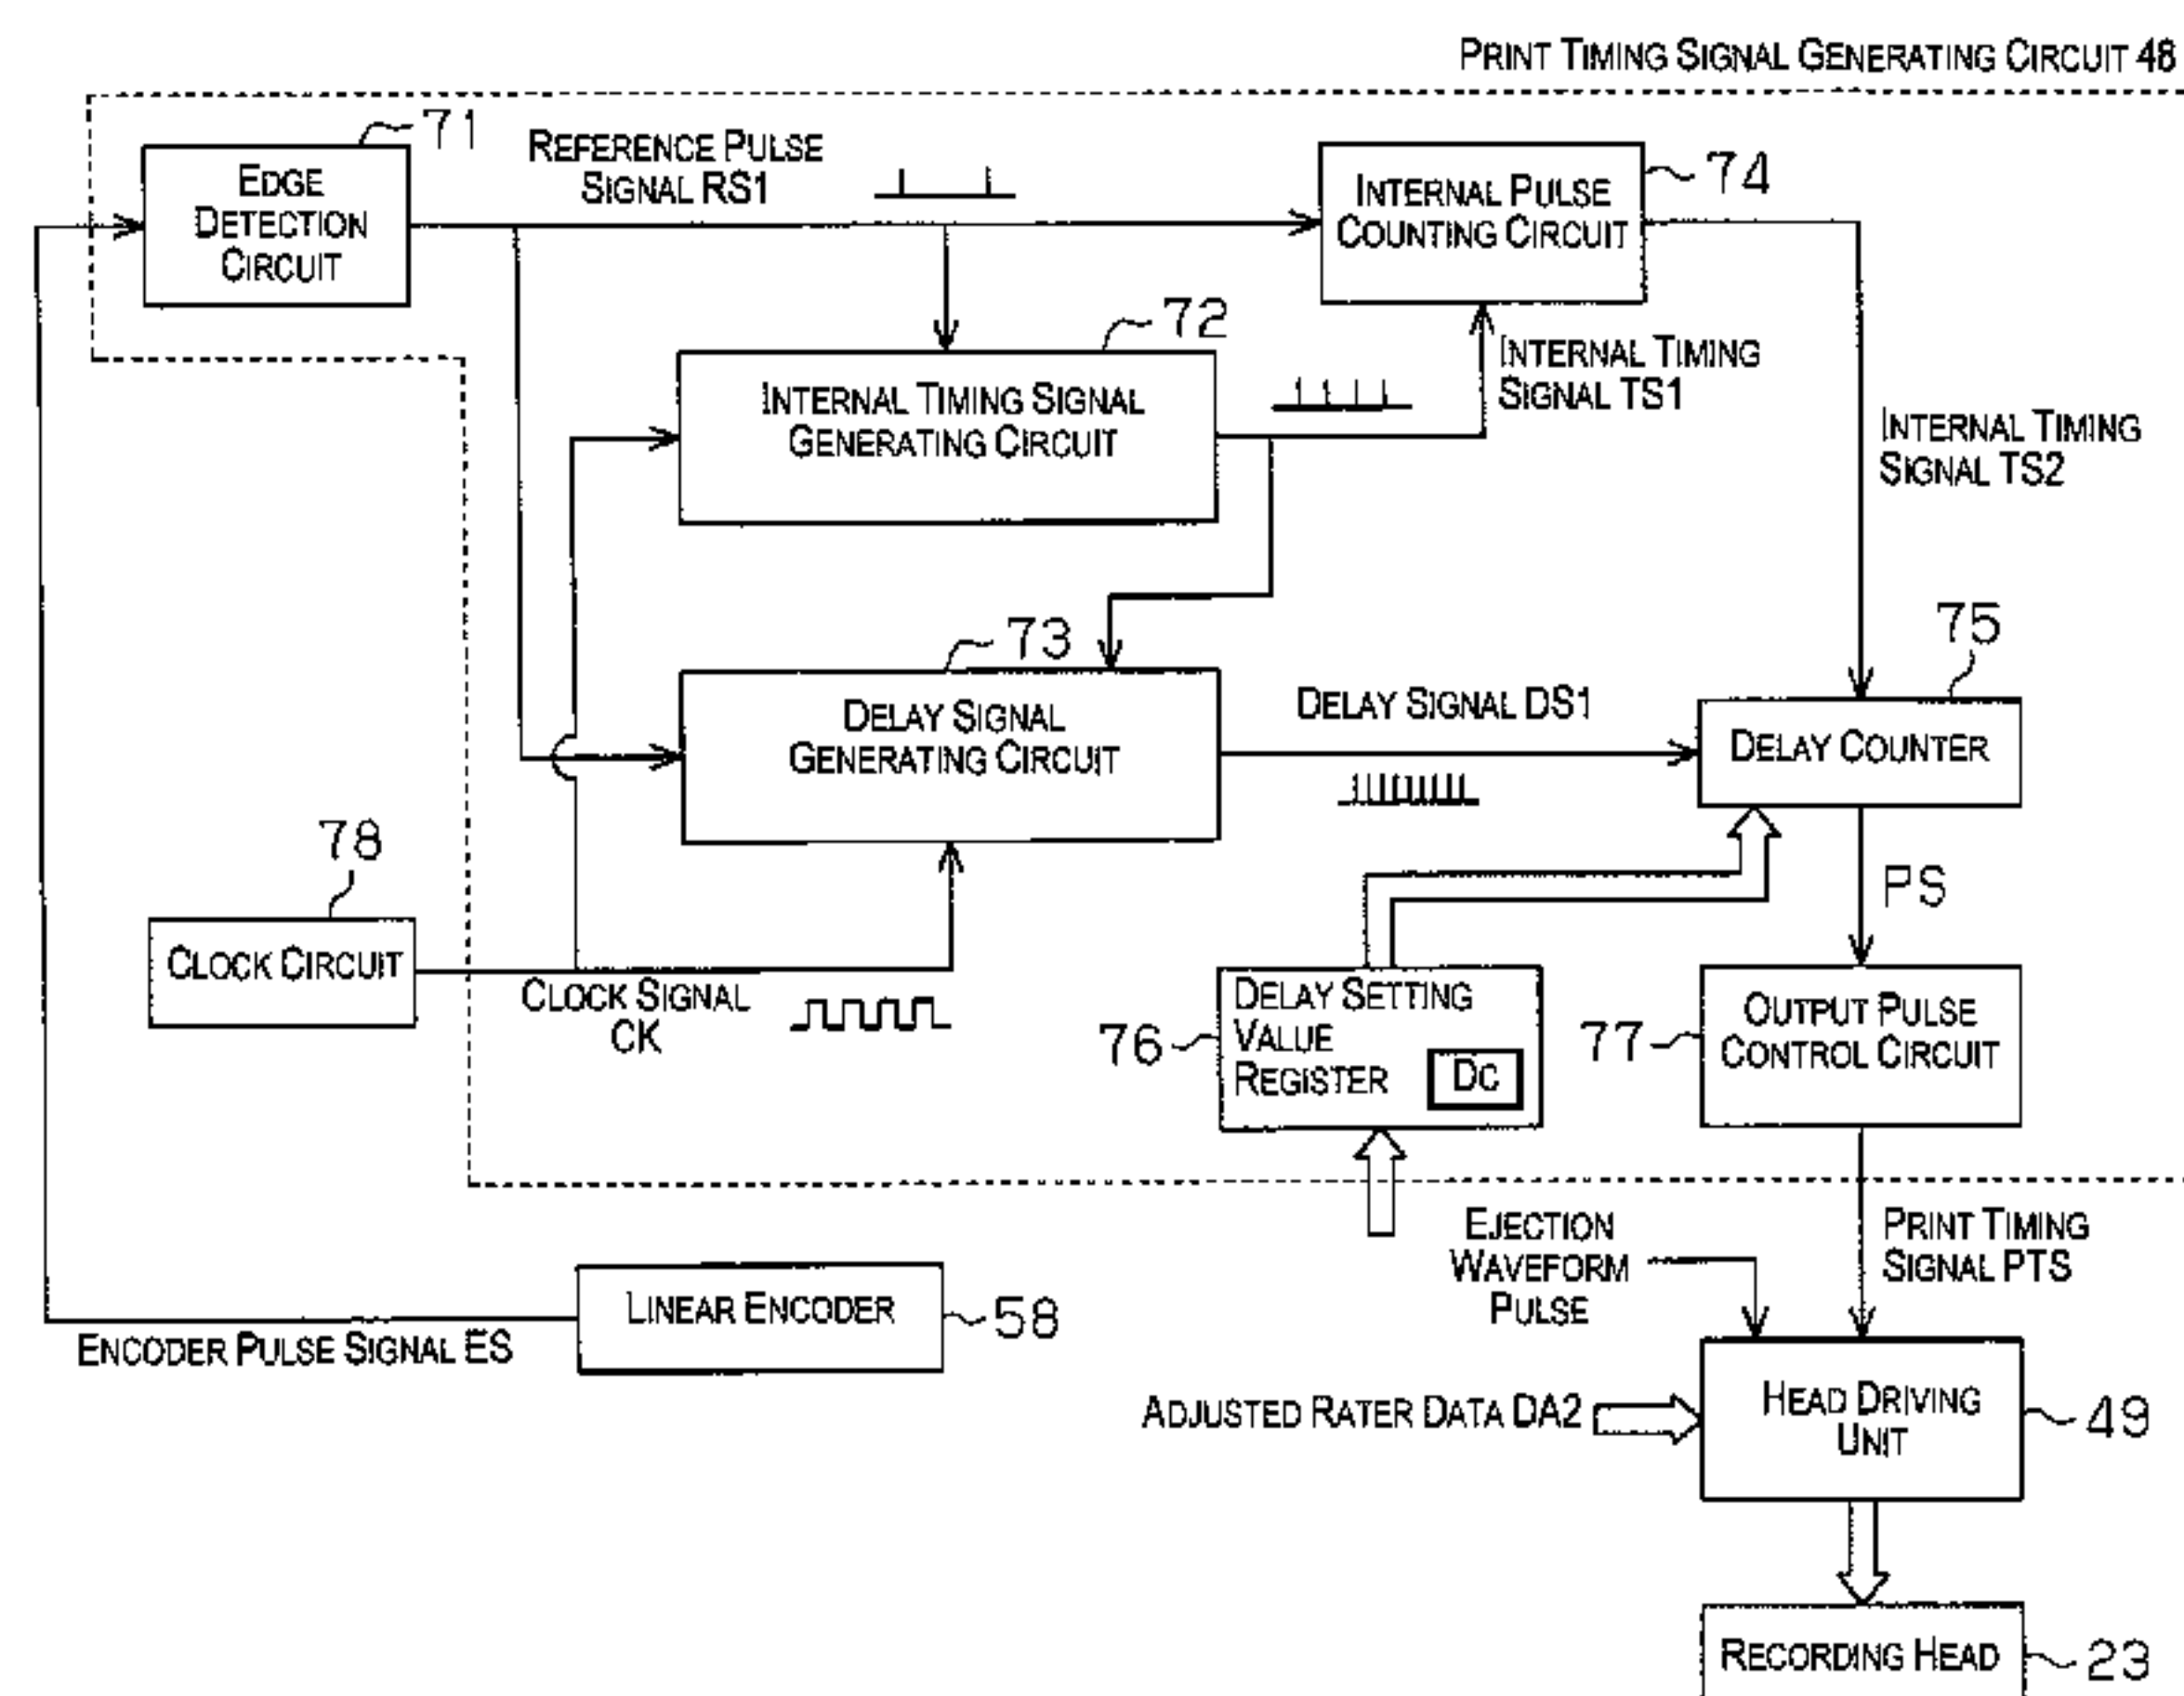 PRINT TIMING SIGNAL GENERATING CIRCUIT 48
71
EDGE
DETECTION
CIRCUIT
REFERENCE PULSE
SIGNAL RS1
INTERNAL PULSE
COUNTING CIRCUIT
74
72
INTERNAL TIMING SIGNAL
GENERATING CIRCUIT
INTERNAL TIMING
SIGNAL TS1
INTERNAL TIMING
SIGNAL TS2
73
DELAY SIGNAL
GENERATING CIRCUIT
DELAY SIGNAL DS1
75
DELAY COUNTER
78
CLOCK CIRCUIT
CLOCK SIGNAL
CK
PS
76
DELAY SETTING
VALUE
REGISTER
DC
77
OUTPUT PULSE
CONTROL CIRCUIT
EJECTION
WAVEFORM
PULSE
PRINT TIMING
SIGNAL PTS
LINEAR ENCODER
58
ENCODER PULSE SIGNAL ES
ADJUSTED RATER DATA DA2
HEAD DRIVING
UNIT
49
RECORDING HEAD
23